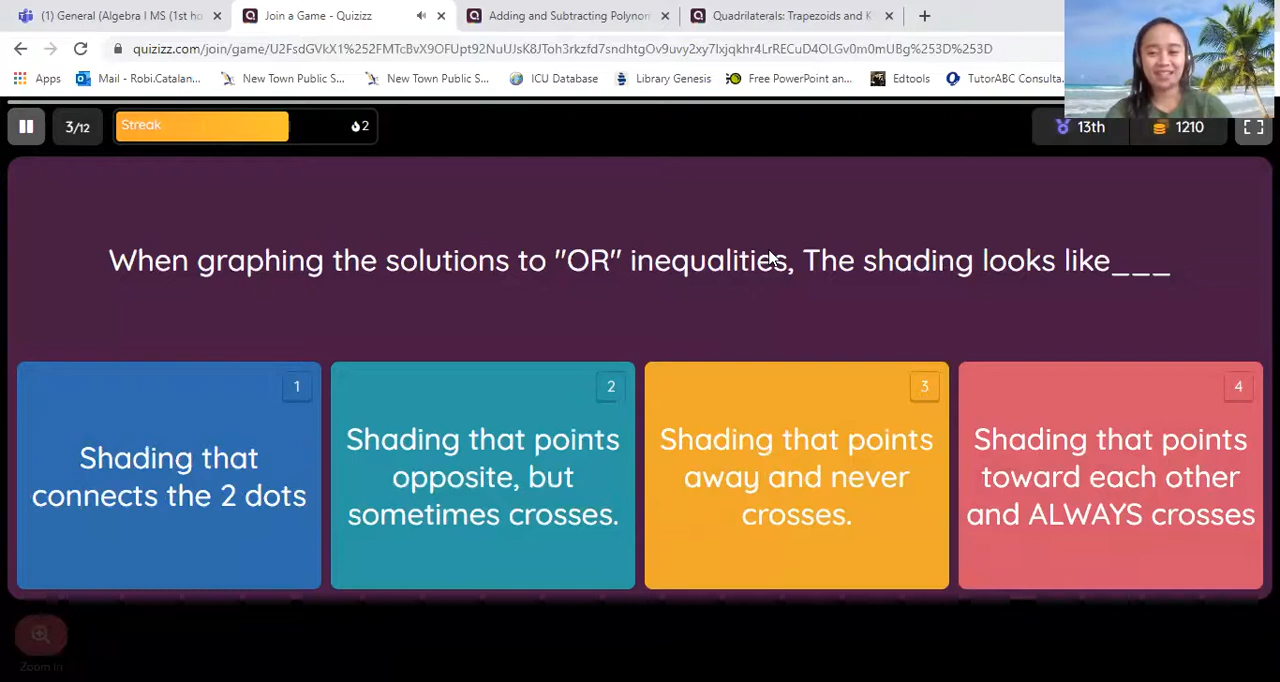 (1) General (Algebra I MS (1st ho
Join a Game - Quizizz
Adding and Subtracting Polynom
Quadrilaterals: Trapezoids and K
quizizz.com/join/game/U2FsdGVkX1%252FMTcBvX9OFUpt92NuUJsK8JToh3rkzfd7sndhtgOv9uvy2xy7lxjqkhr4LrRECuD4OLGv0m0mUBg%253D%253D
Apps
Mail - Robi.Catalan...
New Town Public S...
New Town Public S...
ICU Database
Library Genesis
Free PowerPoint an...
Edtools
TutorABC Consulta...
3/12
Streak
2
13th
1210
When graphing the solutions to "OR" inequalities, The shading looks like___
1
Shading that
connects the 2 dots
2
Shading that points
opposite, but
sometimes crosses.
3
Shading that points
away and never
crosses.
4
Shading that points
toward each other
and ALWAYS crosses
Zoom In